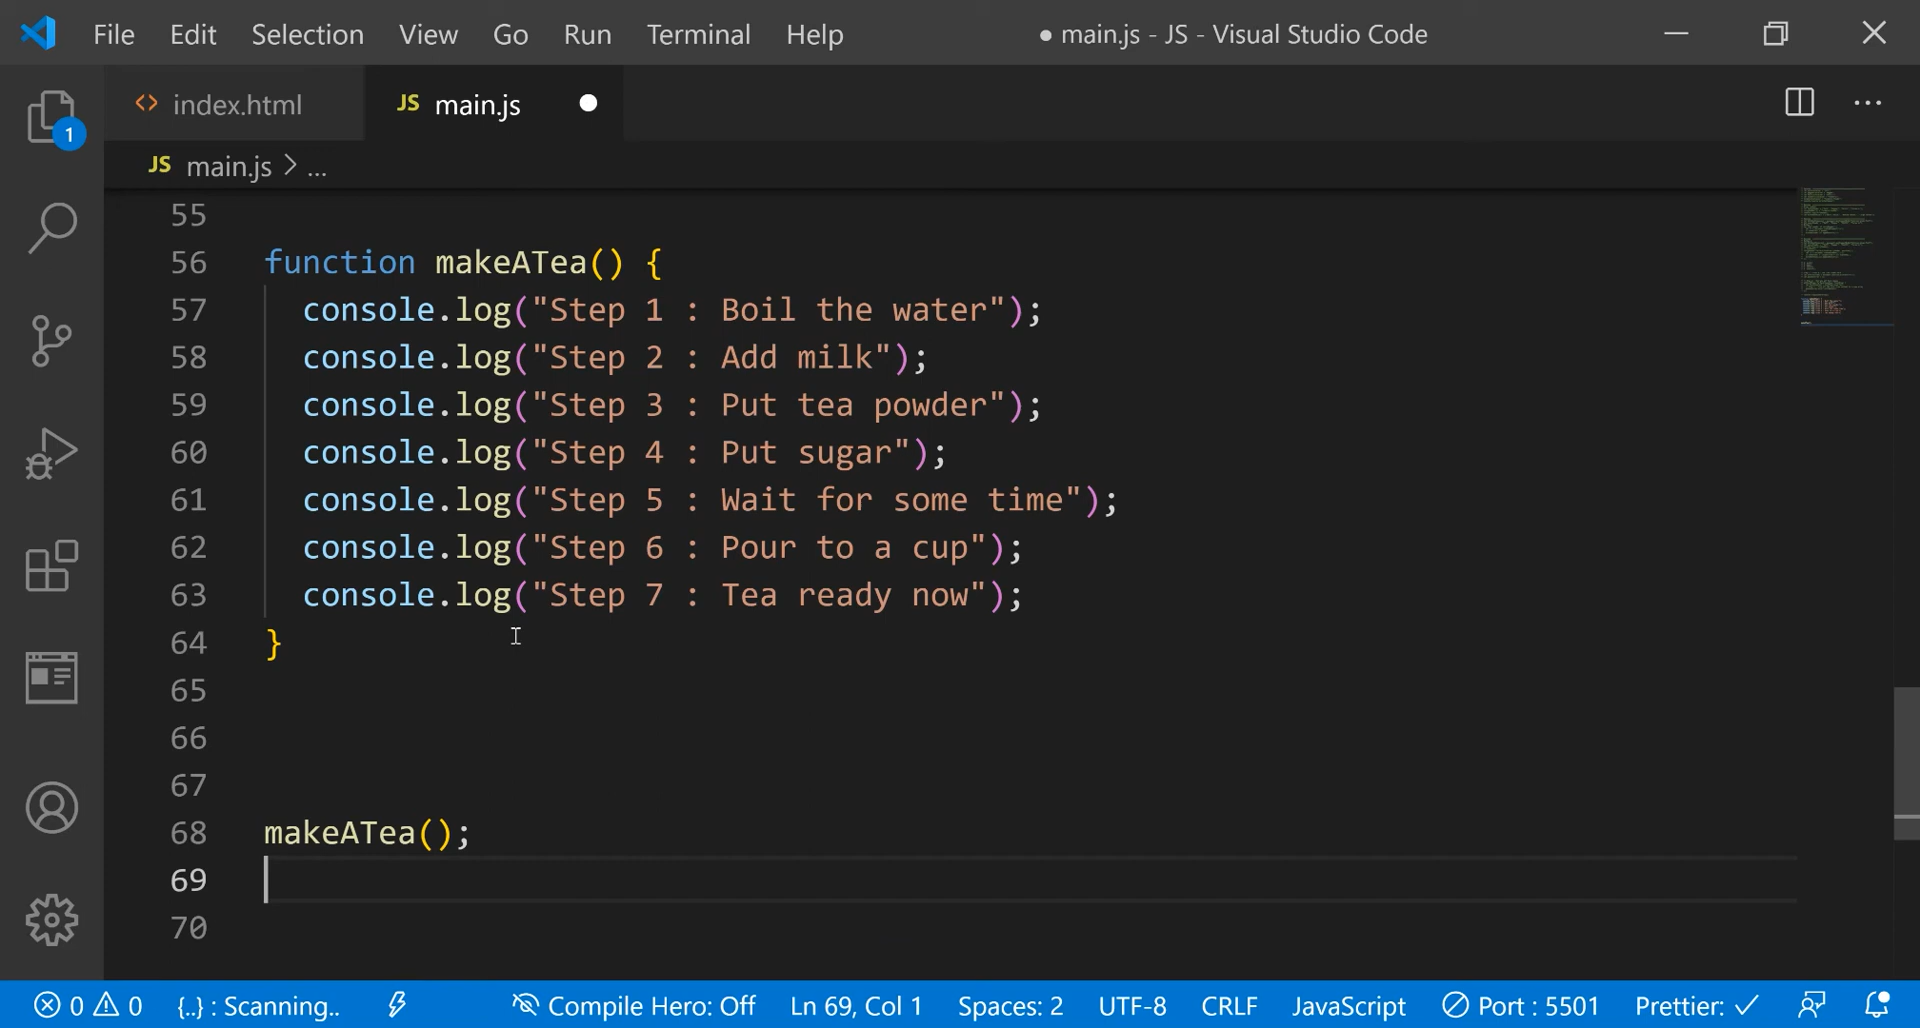 File Edit Selection View Go Run Terminal Help ● main.js - JS - Visual Studio Code
<> index.html JS main.js ●
JS main.js > ...
55
56 function makeATea() {
57 console.log("Step 1 : Boil the water");
58 console.log("Step 2 : Add milk");
59 console.log("Step 3 : Put tea powder");
60 console.log("Step 4 : Put sugar");
61 console.log("Step 5 : Wait for some time");
62 console.log("Step 6 : Pour to a cup");
63 console.log("Step 7 : Tea ready now");
64 }
65
66
67
68 makeATea();
69
70
1
0 0 {..} : Scanning.. Compile Hero: Off Ln 69, Col 1 Spaces: 2 UTF-8 CRLF JavaScript Port : 5501 Prettier: ✓